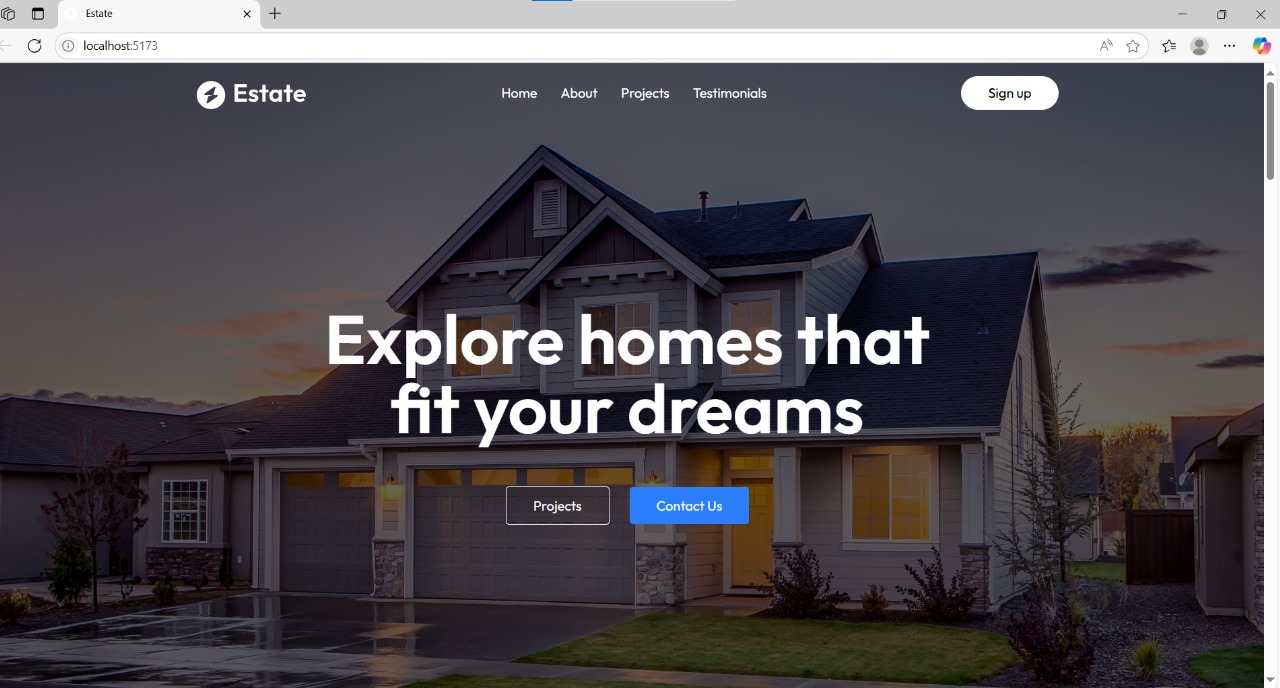 Estate
localhost:5173
Estate
Home About Projects Testimonials
Sign up
Explore homes that
fit your dreams
Projects
Contact Us